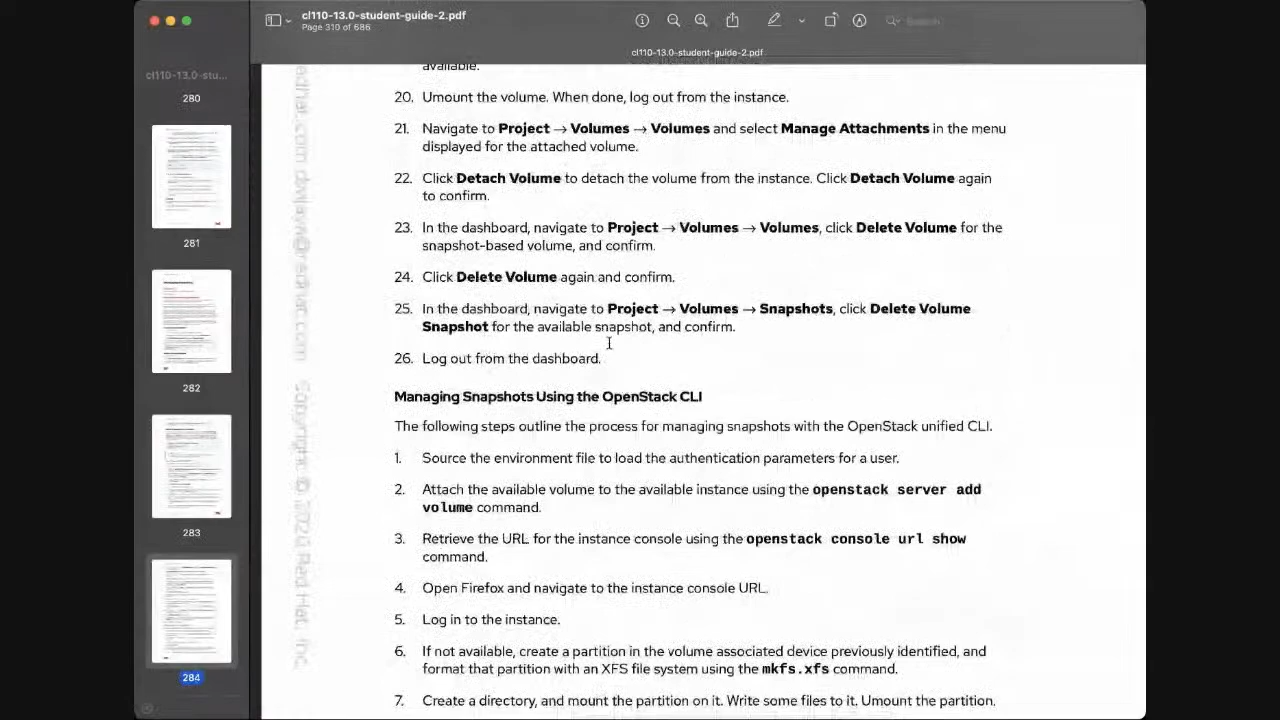 cl110-13.0-student-guide-2.pdf
Page 310 of 686
Search
cl110-13.0-student-guide-2.pdf
cl110-13.0-stu...
280
281
282
283
284
available.
20. Umount the volume. When done, log out from the instance.
21. Navigate to Project → Volumes → Volumes and select Manage Attachments in the menu
dropdown for the attached volume.
22. Click Detach Volume to detach the volume from the instance. Click Detach Volume again
to confirm.
23. In the dashboard, navigate to Project → Volumes → Volumes click Delete Volume for the
snapshot-based volume, and confirm.
24. Click Delete Volume again to confirm.
25. In the dashboard, navigate to Project → Volumes → Snapshots, click Delete Volume
Snapshot for the available snapshot, and confirm.
26. Log out from the dashboard.
Managing Snapshots Using the OpenStack CLI
The following steps outline the process for managing snapshots with the OpenStack unified CLI.
1. Source the environment file to load the authentication parameters for a user.
2. an available volume to an available instance using the openstack server add
volume command.
3. Retrieve the URL for the instance console using the openstack console url show
command.
4. Open Firefox and navigate to the instance console URL.
5. Log in to the instance.
6. If not available, create a partition in the volume associated device previously identified, and
format that partition with a file system using the mkfs.xfs command.
7. Create a directory, and mount the partition on it. Write some files to it. Umount the partition.